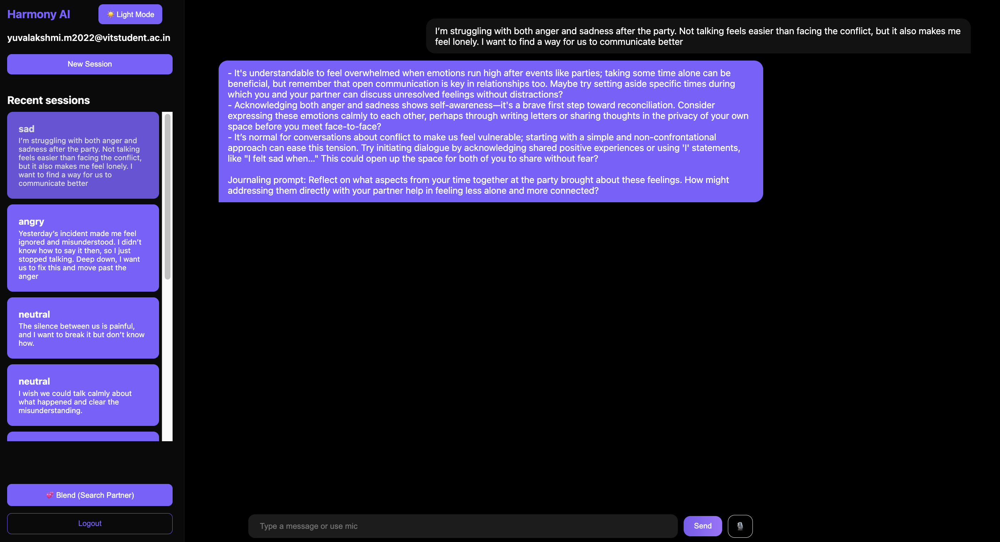 Harmony AI
☀️ Light Mode
yuvalakshmi.m2022@vitstudent.ac.in
New Session
Recent sessions
sad
I’m struggling with both anger and
sadness after the party. Not talking
feels easier than facing the conflict,
but it also makes me feel lonely. I
want to find a way for us to
communicate better
angry
Yesterday’s incident made me feel
ignored and misunderstood. I didn’t
know how to say it then, so I just
stopped talking. Deep down, I want
us to fix this and move past the
anger
neutral
The silence between us is painful,
and I want to break it but don’t know
how.
neutral
I wish we could talk calmly about
what happened and clear the
misunderstanding.
💞 Blend (Search Partner)
Logout
I’m struggling with both anger and sadness after the party. Not talking feels easier than facing the conflict, but it also makes me
feel lonely. I want to find a way for us to communicate better
- It's understandable to feel overwhelmed when emotions run high after events like parties; taking some time alone can be
beneficial, but remember that open communication is key in relationships too. Maybe try setting aside specific times during
which you and your partner can discuss unresolved feelings without distractions?
- Acknowledging both anger and sadness shows self-awareness—it's a brave first step toward reconciliation. Consider
expressing these emotions calmly to each other, perhaps through writing letters or sharing thoughts in the privacy of your own
space before you meet face-to-face?
- It’s normal for conversations about conflict to make us feel vulnerable; starting with a simple and non-confrontational
approach can ease this tension. Try initiating dialogue by acknowledging shared positive experiences or using 'I' statements,
like "I felt sad when..." This could open up the space for both of you to share without fear?
Journaling prompt: Reflect on what aspects from your time together at the party brought about these feelings. How might
addressing them directly with your partner help in feeling less alone and more connected?
Type a message or use mic
Send